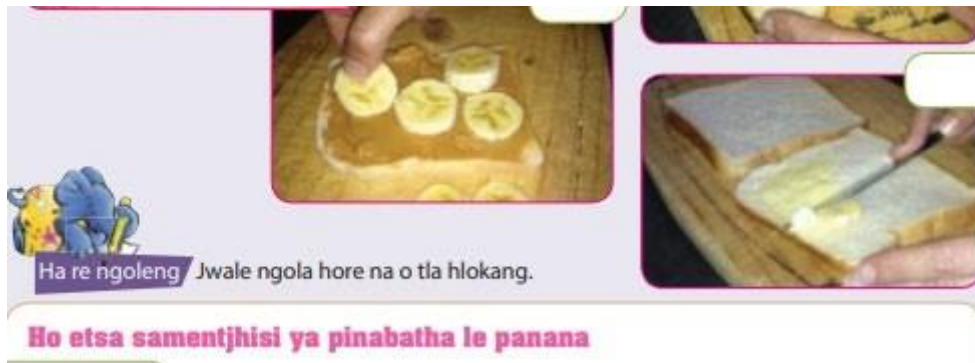 Ha re ngoleng Jwale ngola hore na o tla hlokang.
Ho etsa samentjhisi ya pinabatha le panana